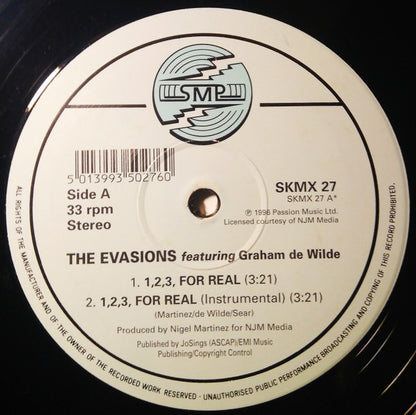 SMP
5 013993 502760
Side A
33 rpm
Stereo
SKMX 27
SKMX 27 A*
℗ 1996 Passion Music Ltd.
Licensed courtesy of NJM Media
THE EVASIONS featuring Graham de Wilde
1. 1,2,3, FOR REAL (3:21)
2. 1,2,3, FOR REAL (Instrumental) (3:21)
(Martinez/de Wilde/Sear)
Produced by Nigel Martinez for NJM Media
Published by JoSings (ASCAP)/EMI Music
Publishing/Copyright Control
ALL RIGHTS OF THE MANUFACTURER AND OF THE OWNER OF THE RECORDED WORK RESERVED - UNAUTHORISED PUBLIC PERFORMANCE BROADCASTING AND COPYING OF THIS RECORD PROHIBITED.